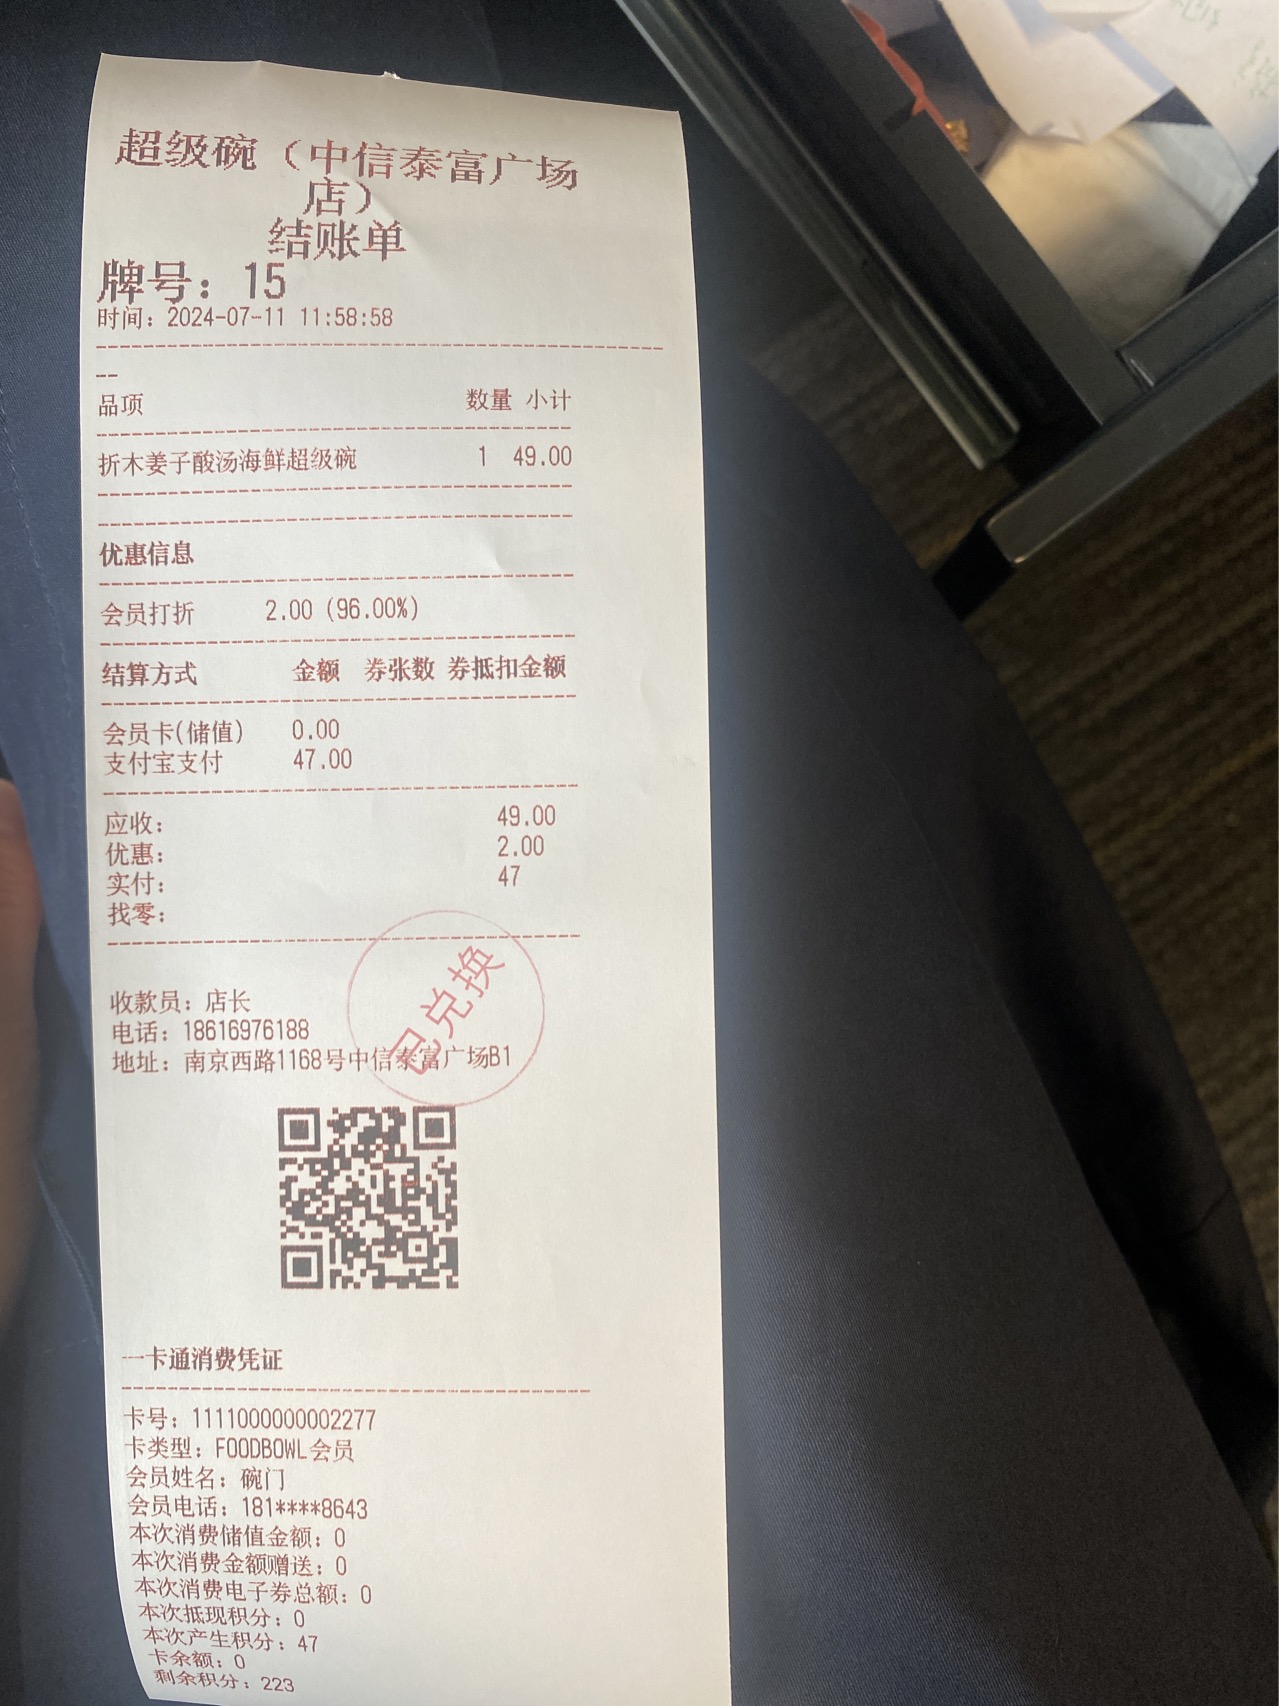 超级碗（中信泰富广场
店）
结账单
牌号：15
时间：2024-07-11 11:58:58
品项 数量 小计
折木姜子酸汤海鲜超级碗 1 49.00
优惠信息
会员打折 2.00 (96.00%)
结算方式 金额 券张数 券抵扣金额
会员卡(储值) 0.00
支付宝支付 47.00
应收： 49.00
优惠： 2.00
实付： 47
找零：
收款员：店长
电话：18616976188
地址：南京西路1168号中信泰富广场B1
已兑换
一卡通消费凭证
卡号：1111000000002277
卡类型：FOODBOWL会员
会员姓名：碗门
会员电话：181****8643
本次消费储值金额：0
本次消费金额赠送：0
本次消费电子券总额：0
本次抵现积分：0
本次产生积分：47
卡余额：0
剩余积分：223